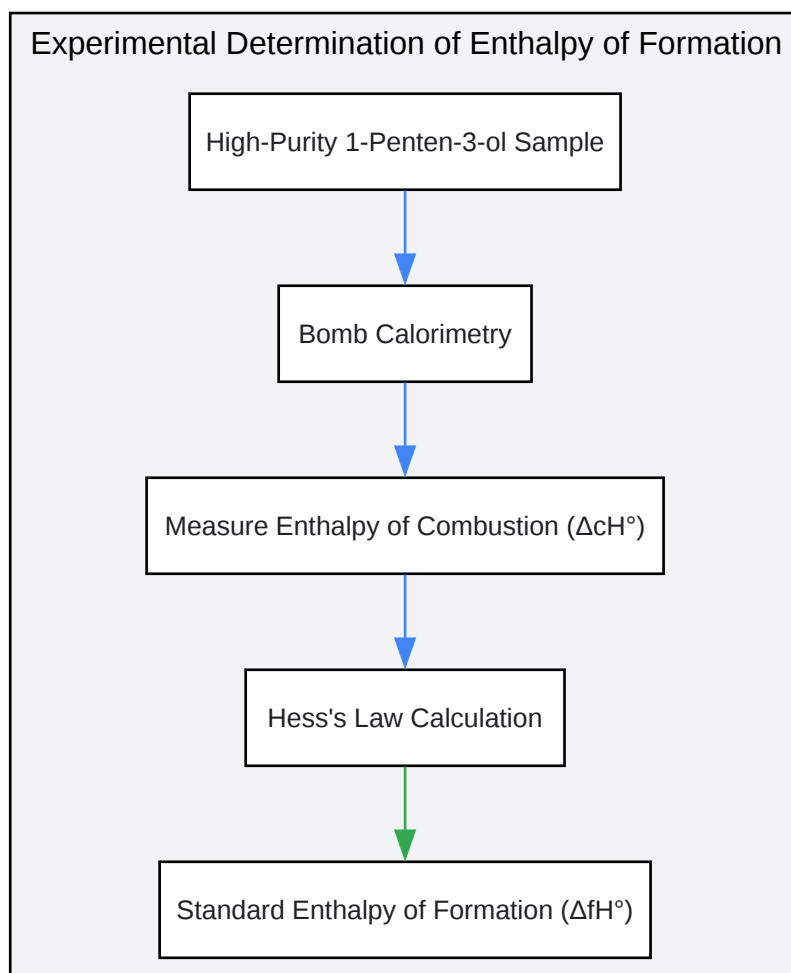 Experimental Determination of Enthalpy of Formation
High-Purity 1-Penten-3-ol Sample
Bomb Calorimetry
Measure Enthalpy of Combustion (ΔcH°)
Hess's Law Calculation
Standard Enthalpy of Formation (ΔfH°)